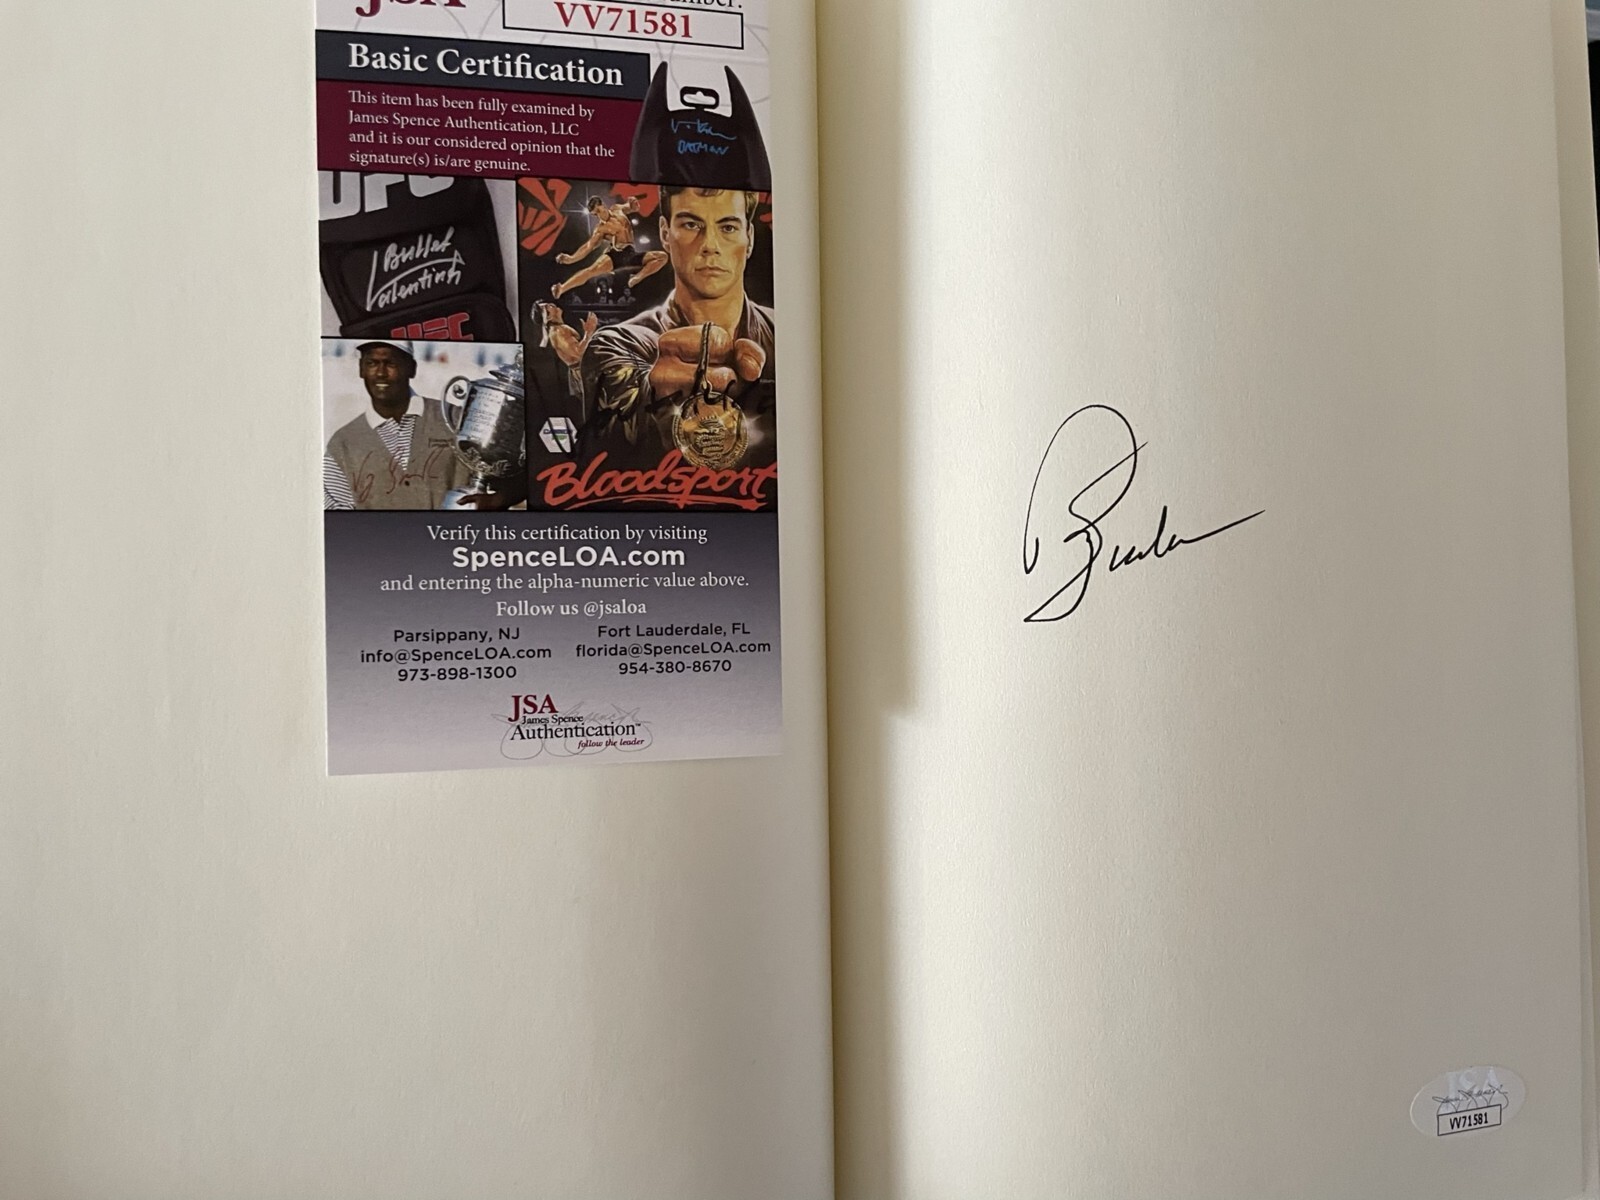 JSA
VV71581
Basic Certification
This item has been fully examined by
James Spence Authentication, LLC
and it is our considered opinion that the
signature(s) is/are genuine.
BATMAN
UFC
Bullet
Valentina
UFC
Bloodsport
Verify this certification by visiting
SpenceLOA.com
and entering the alpha-numeric value above.
Follow us @jsaloa
Parsippany, NJ
info@SpenceLOA.com
973-898-1300
Fort Lauderdale, FL
florida@SpenceLOA.com
954-380-8670
JSA
James Spence
Authentication™
follow the leader
JSA
VV71581